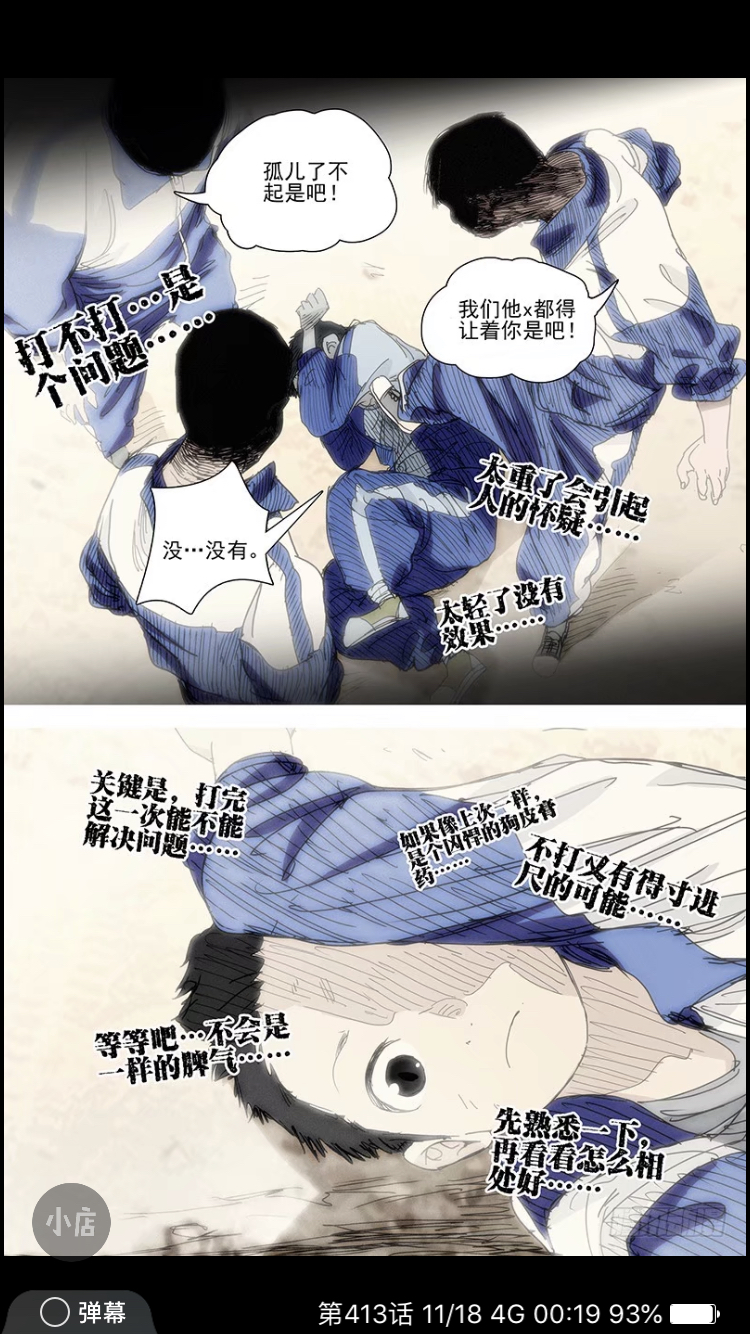 孤儿了不
起是吧！
打不打…是
个问题……
我们他x都得
让着你是吧！
太重了会引起
人的怀疑……
没…没有。
太轻了没有
效果……
关键是，打完
这一次能不能
解决问题……
如果像上次一样，
是个凶悍的狗皮膏
药……
不打又有得寸进
尺的可能……
等等吧…不会是
一样的脾气……
先熟悉一下，
再看看怎么相
处好……
小店
弹幕
第413话 11/18 4G 00:19 93%